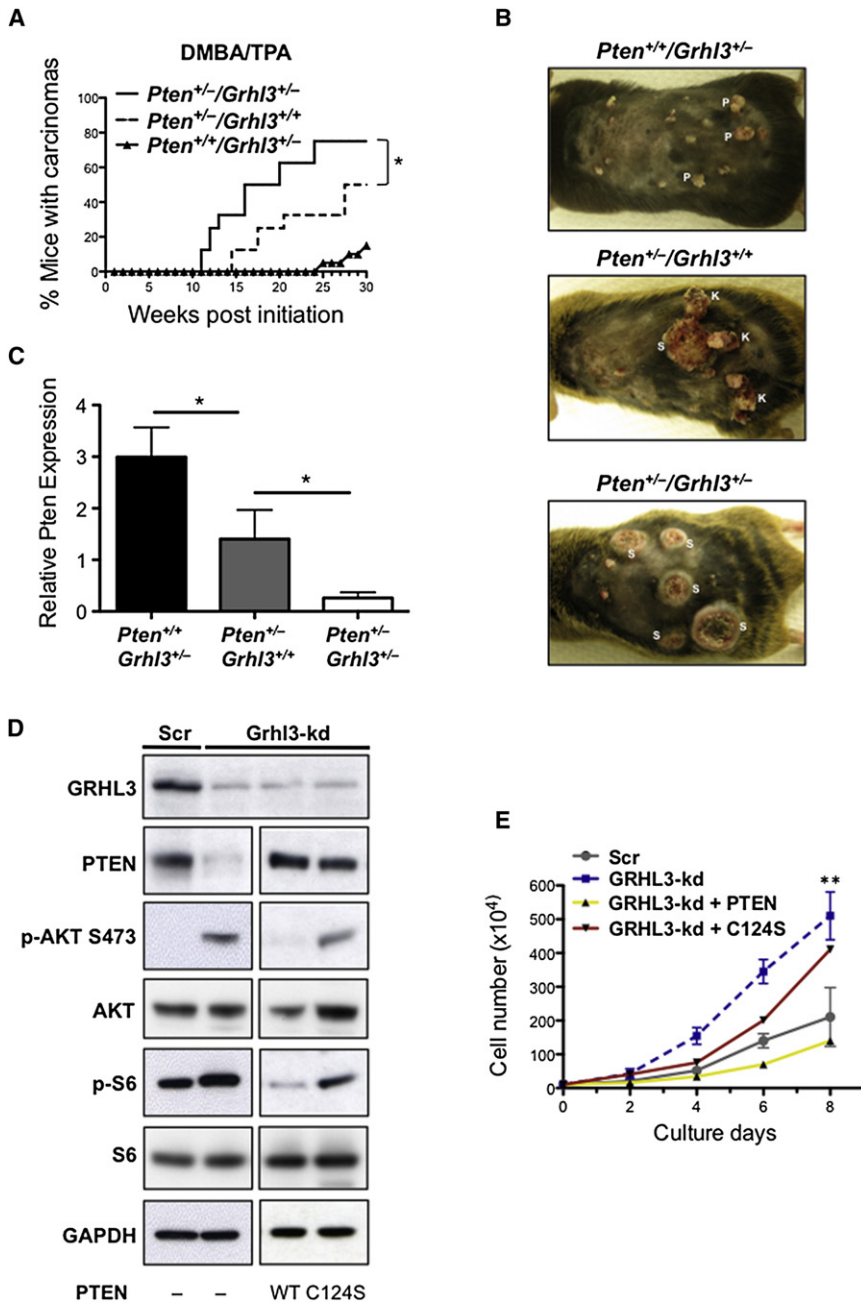 A
DMBA/TPA
Pten+/−/Grhl3+/−
Pten+/−/Grhl3+/+
Pten+/+/Grhl3+/−
*
% Mice with carcinomas
100
80
60
40
20
0
0 5 10 15 20 25 30
Weeks post initiation
B
Pten+/+/Grhl3+/−
P
P
P
Pten+/−/Grhl3+/+
K
S
K
K
Pten+/−/Grhl3+/−
S S
S
S S
C
Relative Pten Expression
4
3
2
1
0
*
*
Pten+/+ Pten+/− Pten+/−
Grhl3+/− Grhl3+/+ Grhl3+/−
D
Scr Grhl3-kd
GRHL3
PTEN
p-AKT S473
AKT
p-S6
S6
GAPDH
PTEN – – WT C124S
E
Scr
GRHL3-kd
GRHL3-kd + PTEN
GRHL3-kd + C124S
**
Cell number (x10⁴)
600
500
400
300
200
100
0
0 2 4 6 8
Culture days